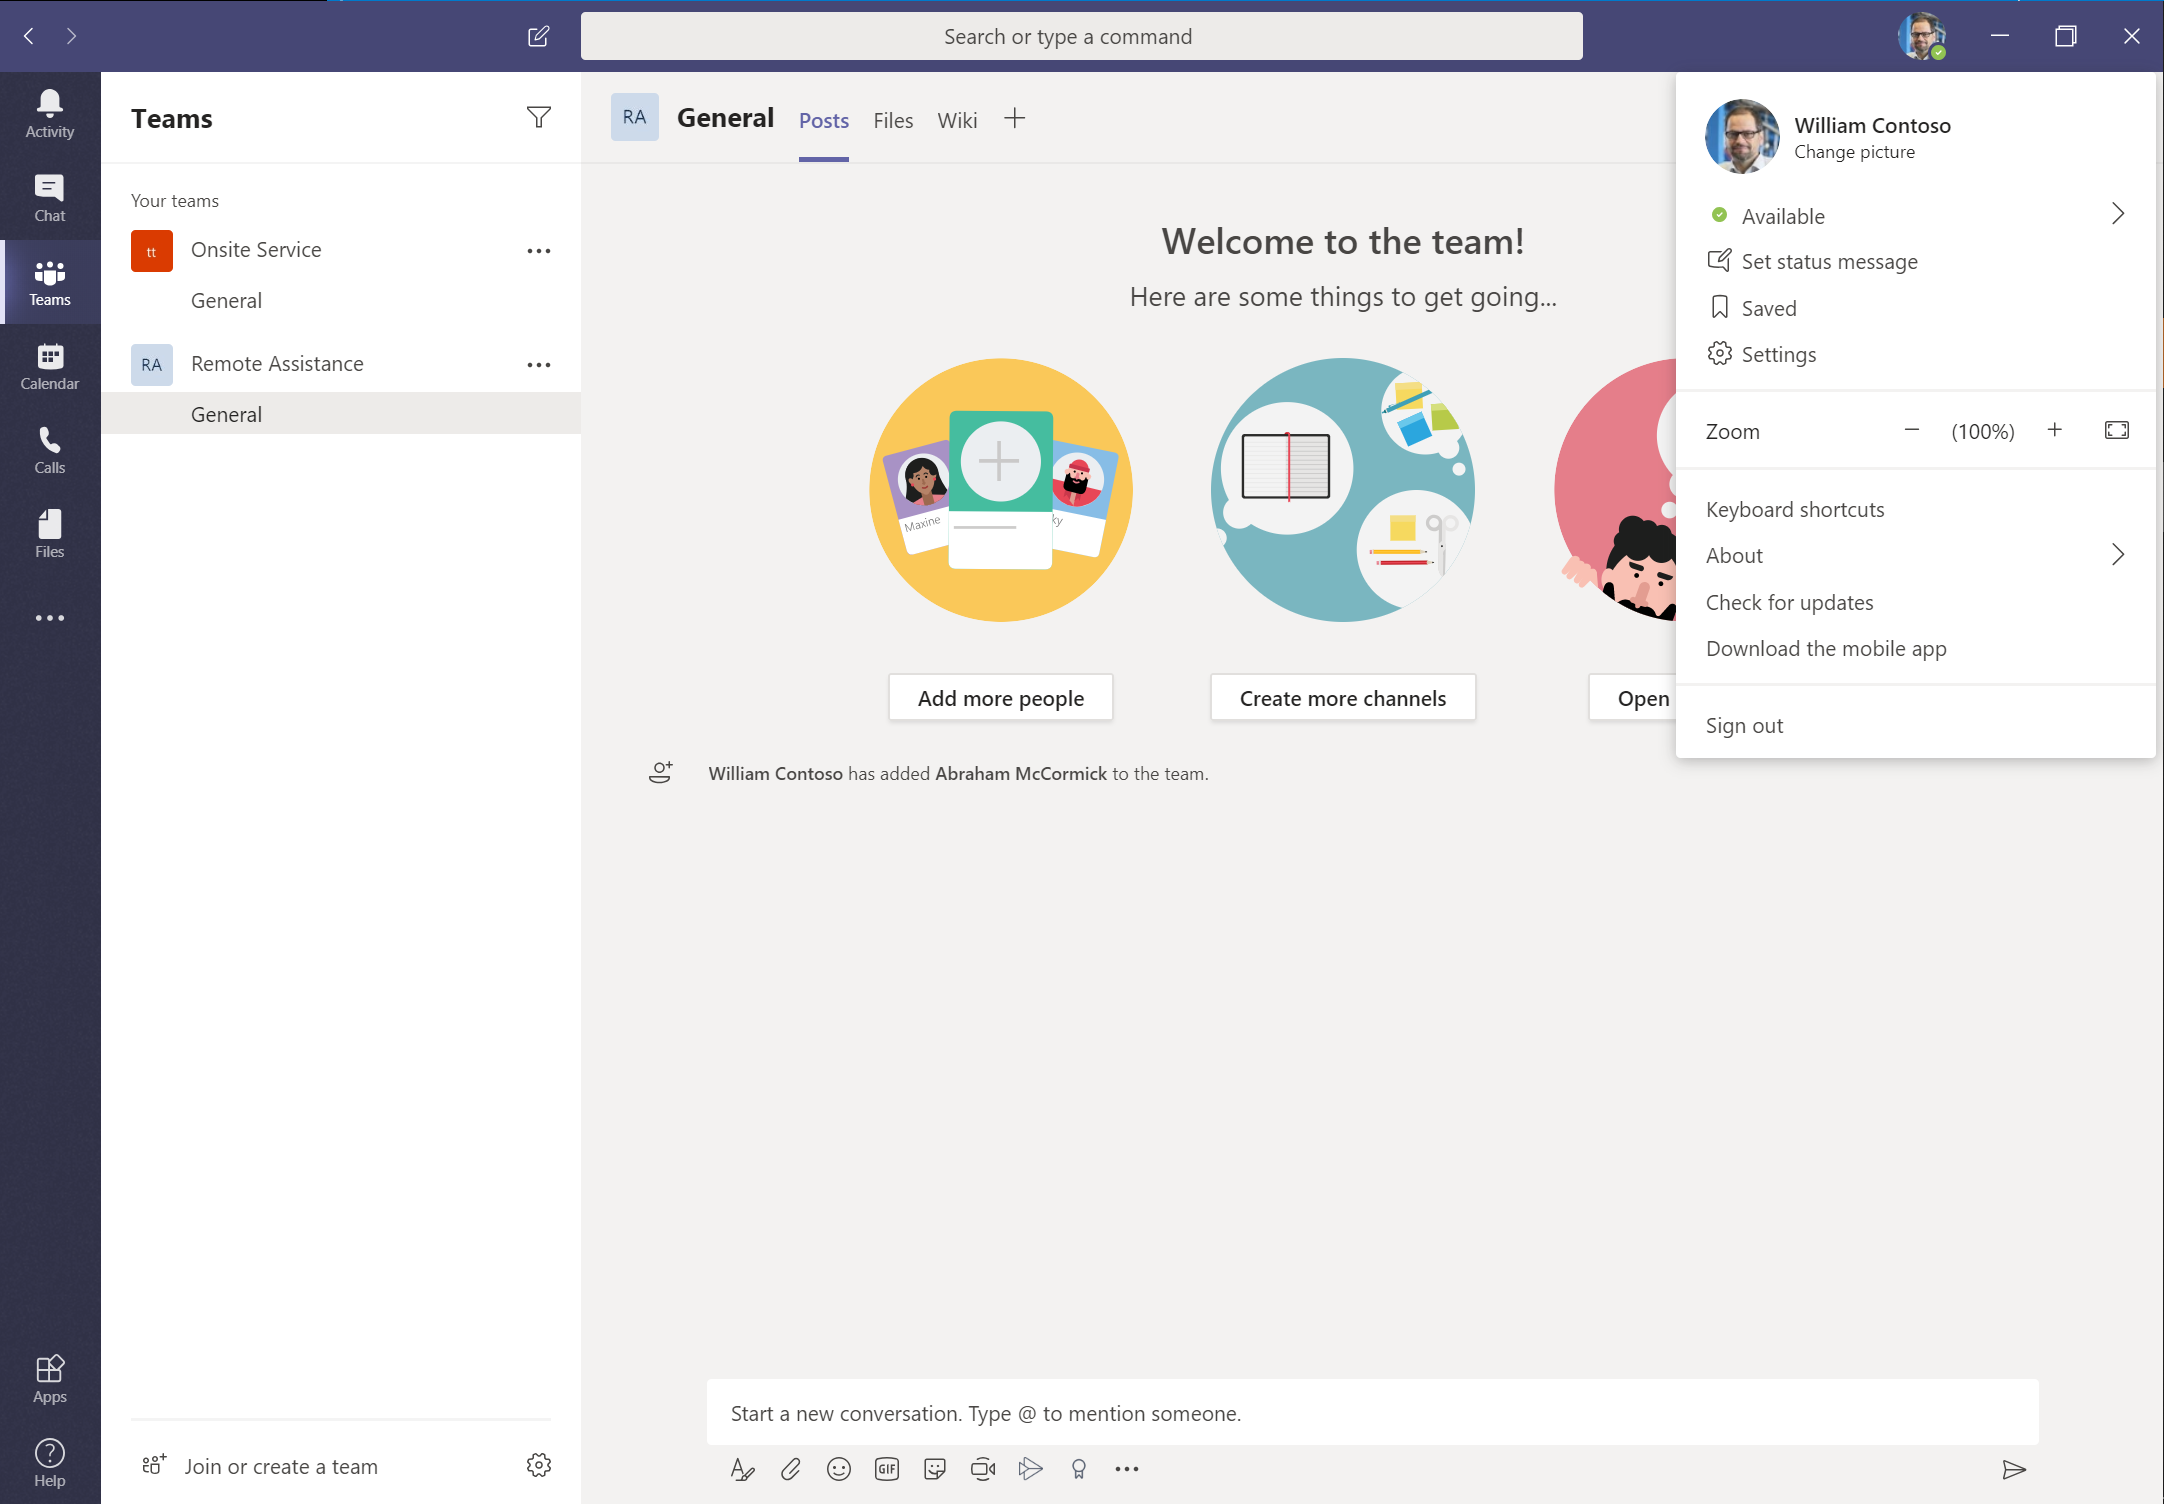 Search or type a command
Activity
Chat
Teams
Calendar
Calls
Files
Apps
Help
Teams
Your teams
tt Onsite Service
General
RA Remote Assistance
General
Join or create a team
RA General Posts Files Wiki
Welcome to the team!
Here are some things to get going...
Maxine
ky
Add more people
Create more channels
Open
William Contoso has added Abraham McCormick to the team.
Start a new conversation. Type @ to mention someone.
GIF
William Contoso
Change picture
Available
Set status message
Saved
Settings
Zoom (100%)
Keyboard shortcuts
About
Check for updates
Download the mobile app
Sign out